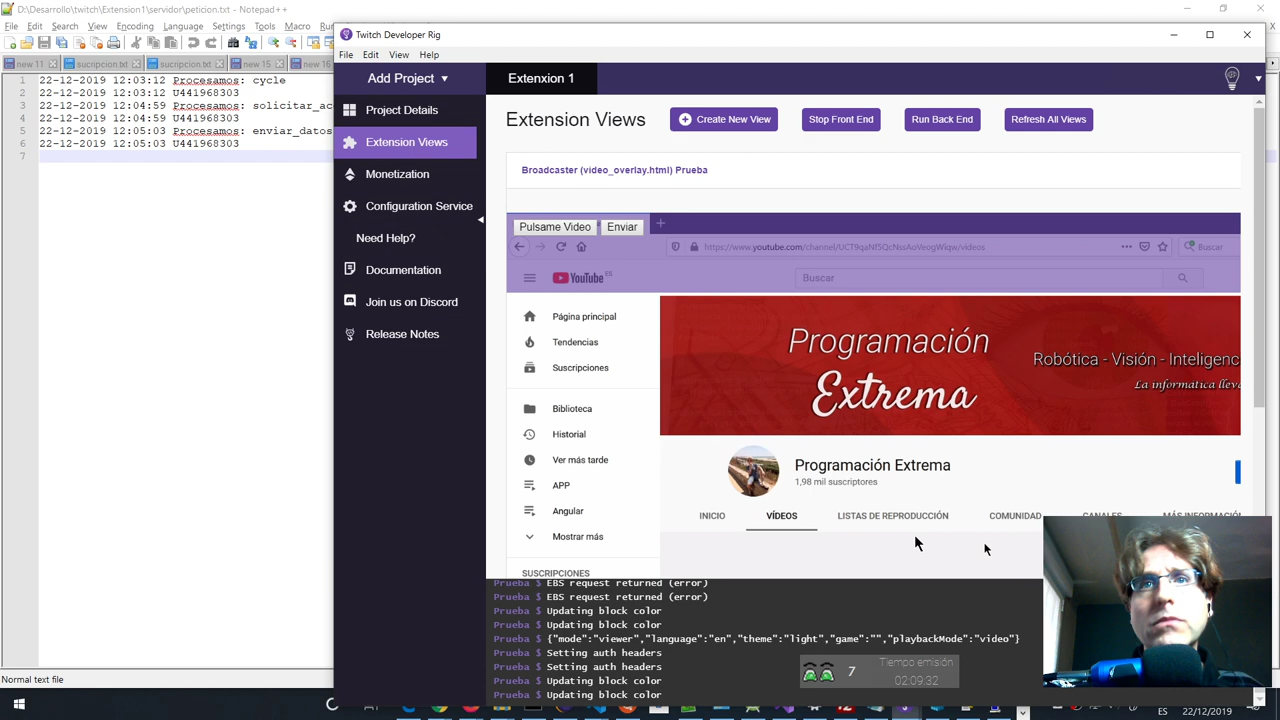 D:\Desarollo\twitch\Extension1\servidor\peticion.txt - Notepad++
File Edit Search View Encoding Language Settings Tools Macro
new 11 sucripcion.txt sucripcion.txt new 15 new 16
1 22-12-2019 12:03:12 Procesamos: cycle
2 22-12-2019 12:03:12 U441968303
3 22-12-2019 12:04:59 Procesamos: solicitar_ac
4 22-12-2019 12:04:59 U441968303
5 22-12-2019 12:05:03 Procesamos: enviar_datos
6 22-12-2019 12:05:03 U441968303
7
Normal text file
Twitch Developer Rig
File Edit View Help
Add Project
Extenxion 1
Project Details
Extension Views
Monetization
Configuration Service
Need Help?
Documentation
Join us on Discord
Release Notes
Extension Views
Create New View
Stop Front End
Run Back End
Refresh All Views
Broadcaster (video_overlay.html) Prueba
Pulsame Video Enviar
https://www.youtube.com/channel/UCT9qaNf5QcNssAoVeogWiqw/videos
Buscar
YouTube ES
Buscar
Página principal
Tendencias
Suscripciones
Biblioteca
Historial
Ver más tarde
APP
Angular
Mostrar más
SUSCRIPCIONES
Programación
Extrema
Robótica - Visión - Inteligenc
La informatica lleva
Programación Extrema
1,98 mil suscriptores
INICIO VÍDEOS LISTAS DE REPRODUCCIÓN COMUNIDAD CANALES MÁS INFORMACIÓN
Prueba $ EBS request returned (error)
Prueba $ EBS request returned (error)
Prueba $ Updating block color
Prueba $ Updating block color
Prueba $ {"mode":"viewer","language":"en","theme":"light","game":"","playbackMode":"video"}
Prueba $ Setting auth headers
Prueba $ Setting auth headers
Prueba $ Updating block color
Prueba $ Updating block color
7
Tiempo emisión
02:09:32
ES 22/12/2019